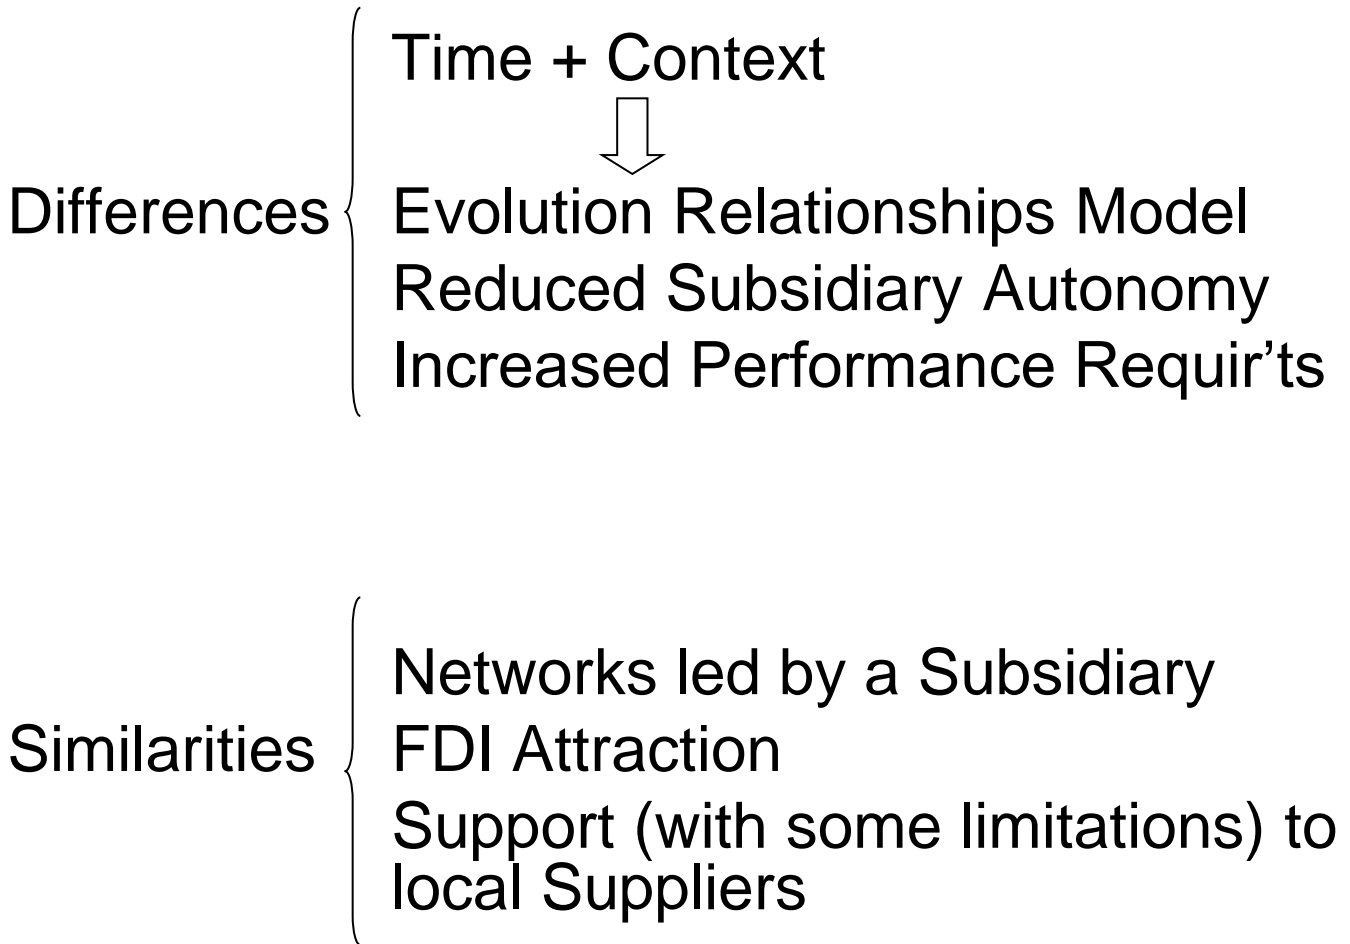 Time + Context
Differences
Evolution Relationships Model
Reduced Subsidiary Autonomy
Increased Performance Requir’ts
Networks led by a Subsidiary
Similarities
FDI Attraction
Support (with some limitations) to
local Suppliers